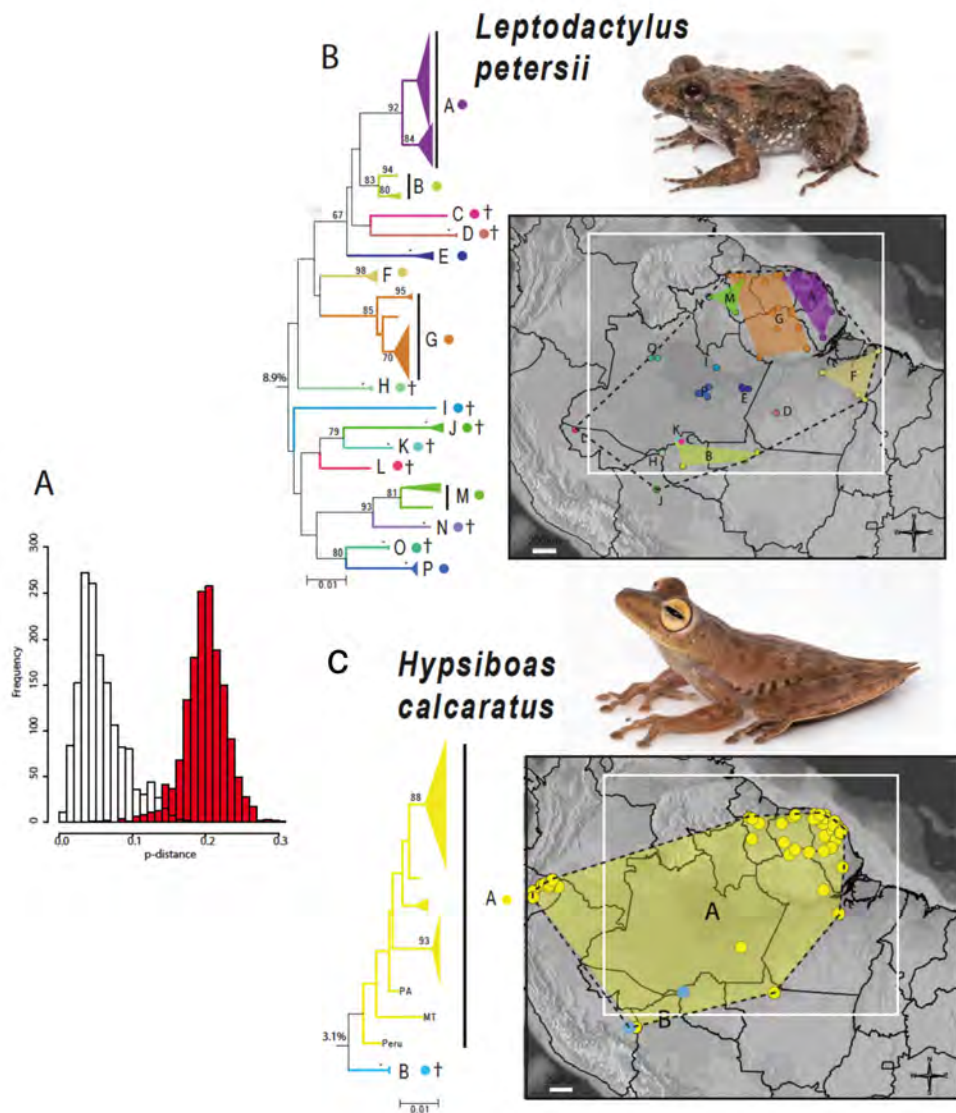 B
Leptodactylus
petersii
92
A
84
94
83
80
B
C †
67
D †
E
98
F
95
85
G
70
8.9%
H †
I †
79
J †
K †
L †
81
M
93
N †
O †
80
P
0.01
N
M
A
G
O
I
F
P
E
D
L
K
C
H
B
J
A
300
250
200
150
100
50
0
Frequency
0.0
0.1
0.2
0.3
p-distance
C
Hypsiboas
calcaratus
88
A
93
PA
MT
3.1%
Peru
B †
0.01
A
B